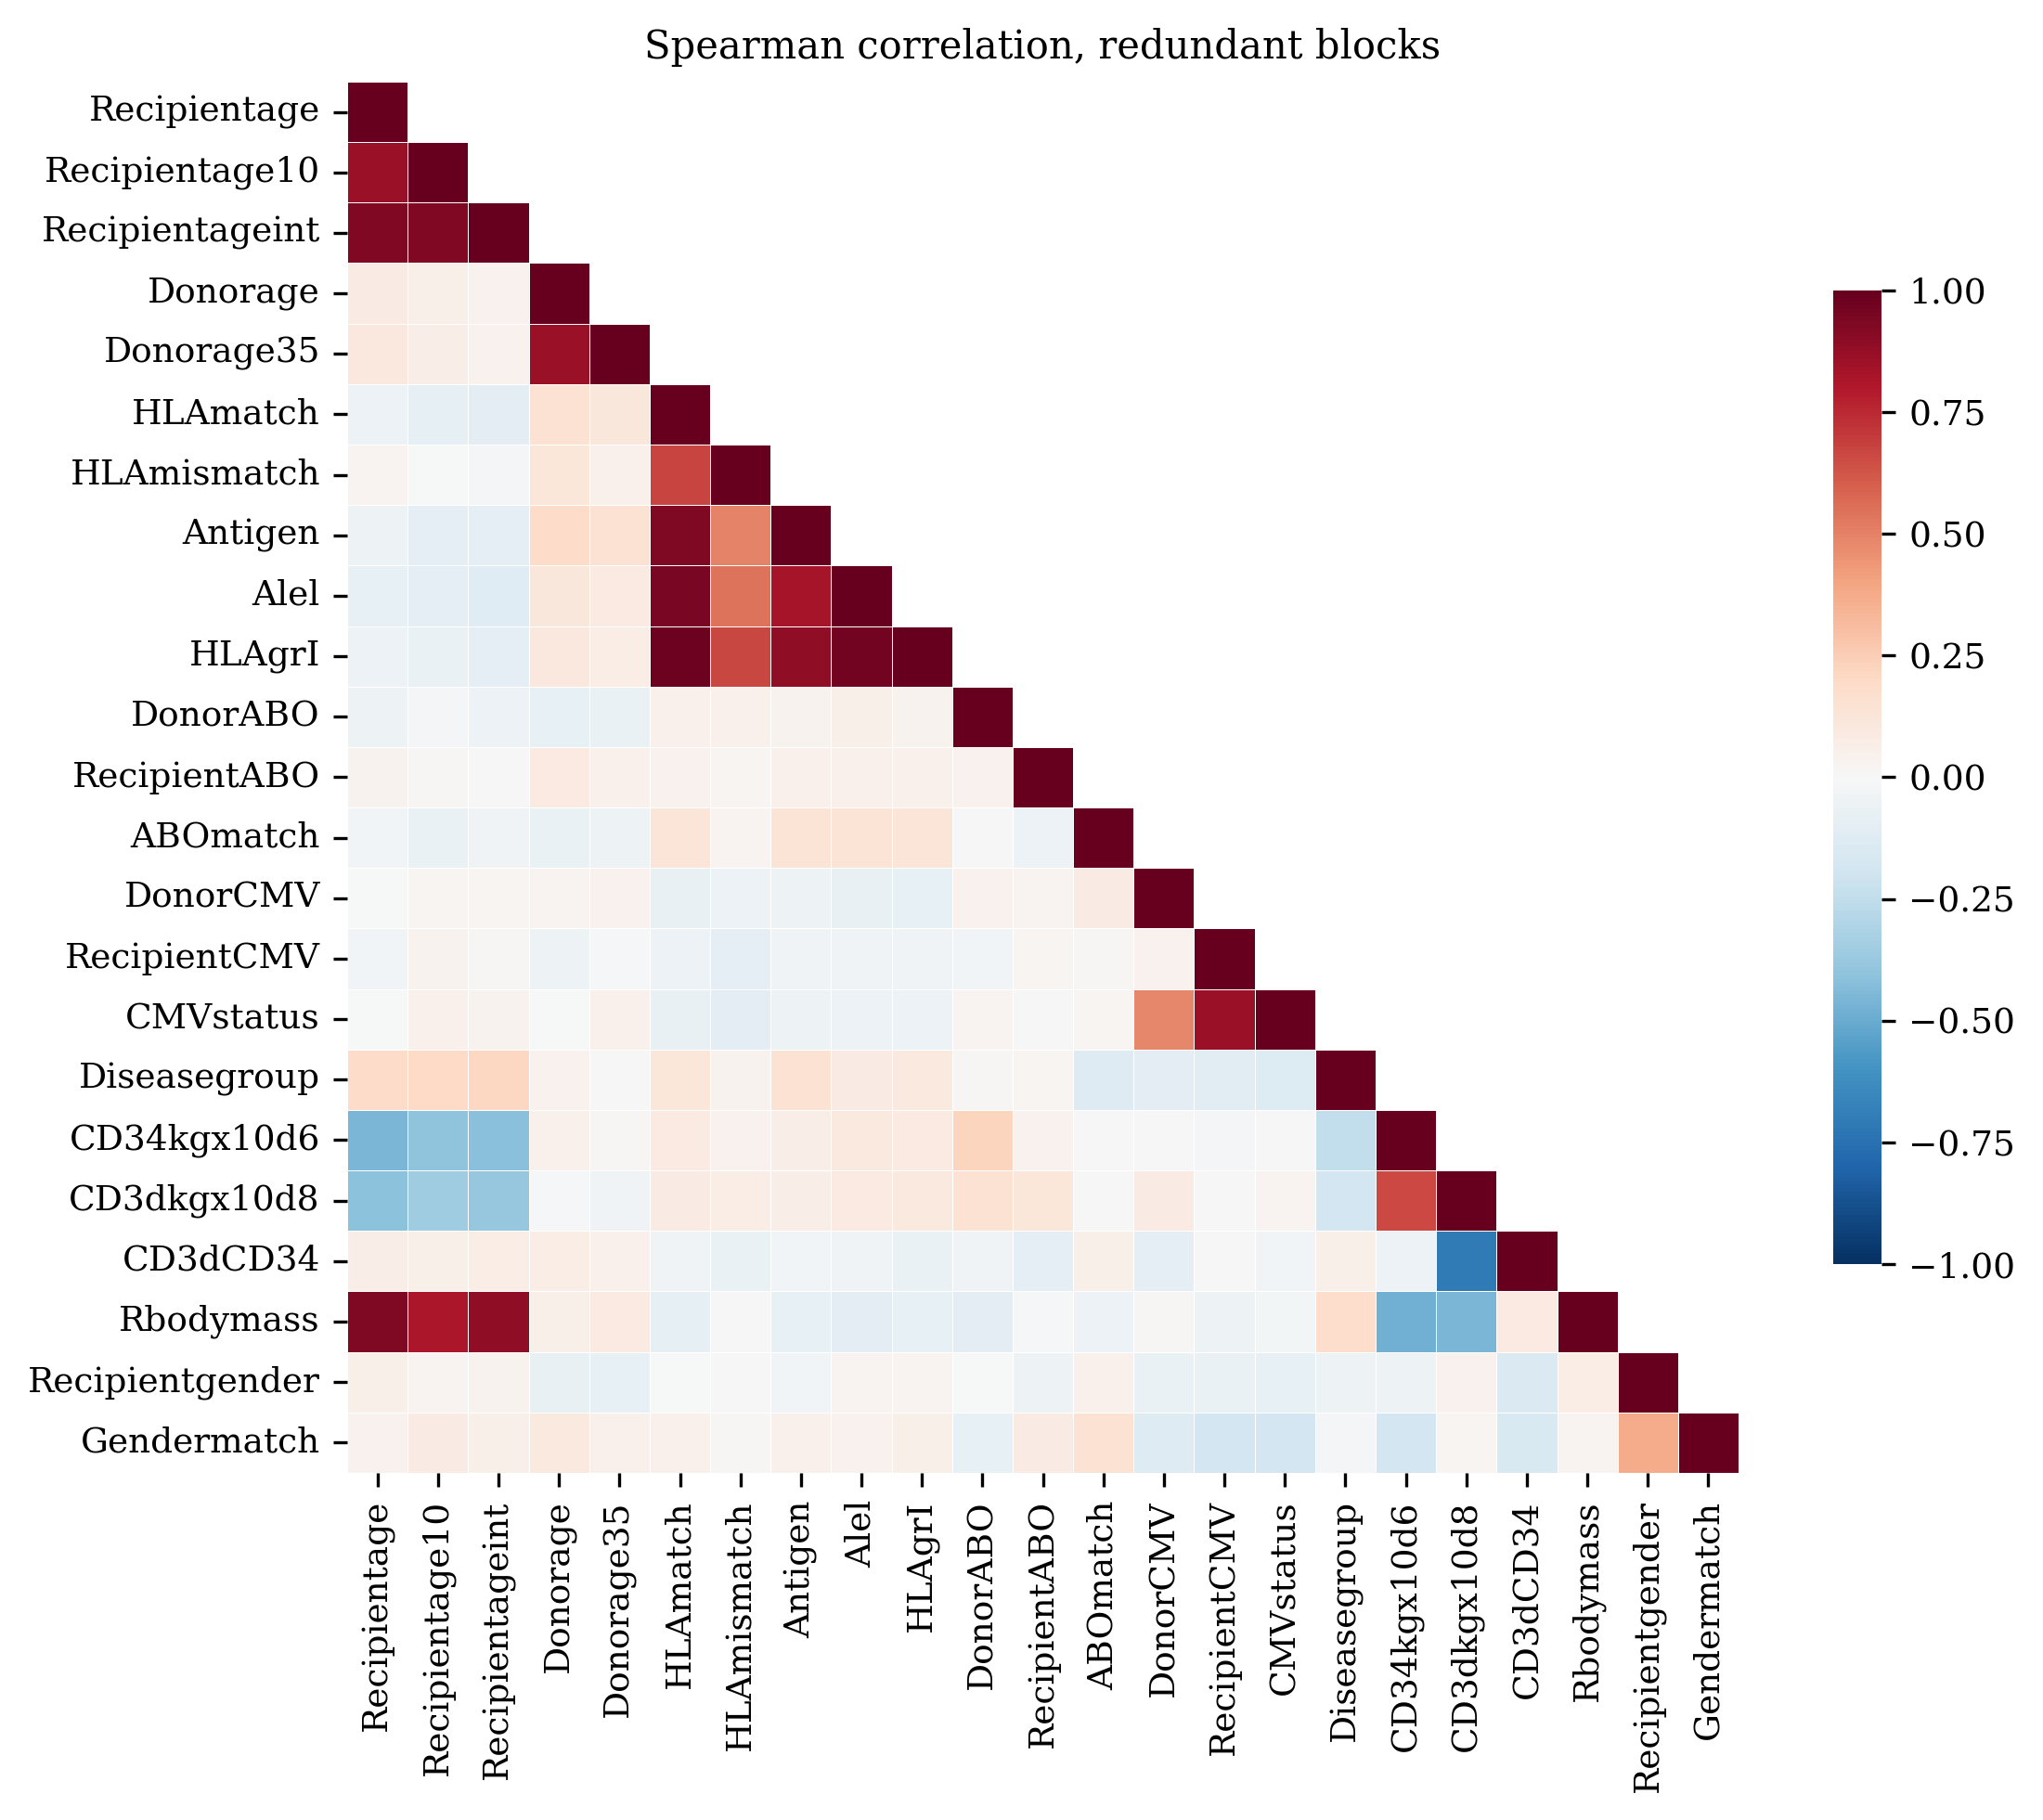 Spearman correlation, redundant blocks
Recipientage
Recipientage10
Recipientageint
Donorage
Donorage35
HLAmatch
HLAmismatch
Antigen
Alel
HLAgrI
DonorABO
RecipientABO
ABOmatch
DonorCMV
RecipientCMV
CMVstatus
Diseasegroup
CD34kgx10d6
CD3dkgx10d8
CD3dCD34
Rbodymass
Recipientgender
Gendermatch
Recipientage
Recipientage10
Recipientageint
Donorage
Donorage35
HLAmatch
HLAmismatch
Antigen
Alel
HLAgrI
DonorABO
RecipientABO
ABOmatch
DonorCMV
RecipientCMV
CMVstatus
Diseasegroup
CD34kgx10d6
CD3dkgx10d8
CD3dCD34
Rbodymass
Recipientgender
Gendermatch
1.00
0.75
0.50
0.25
0.00
−0.25
−0.50
−0.75
−1.00